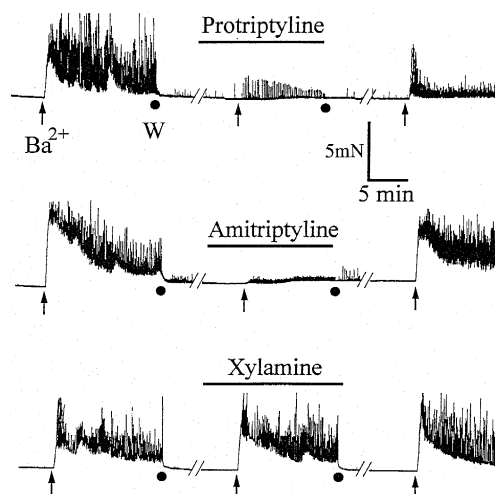 Protriptyline
Ba2+
W
5mN
5 min
Amitriptyline
Xylamine